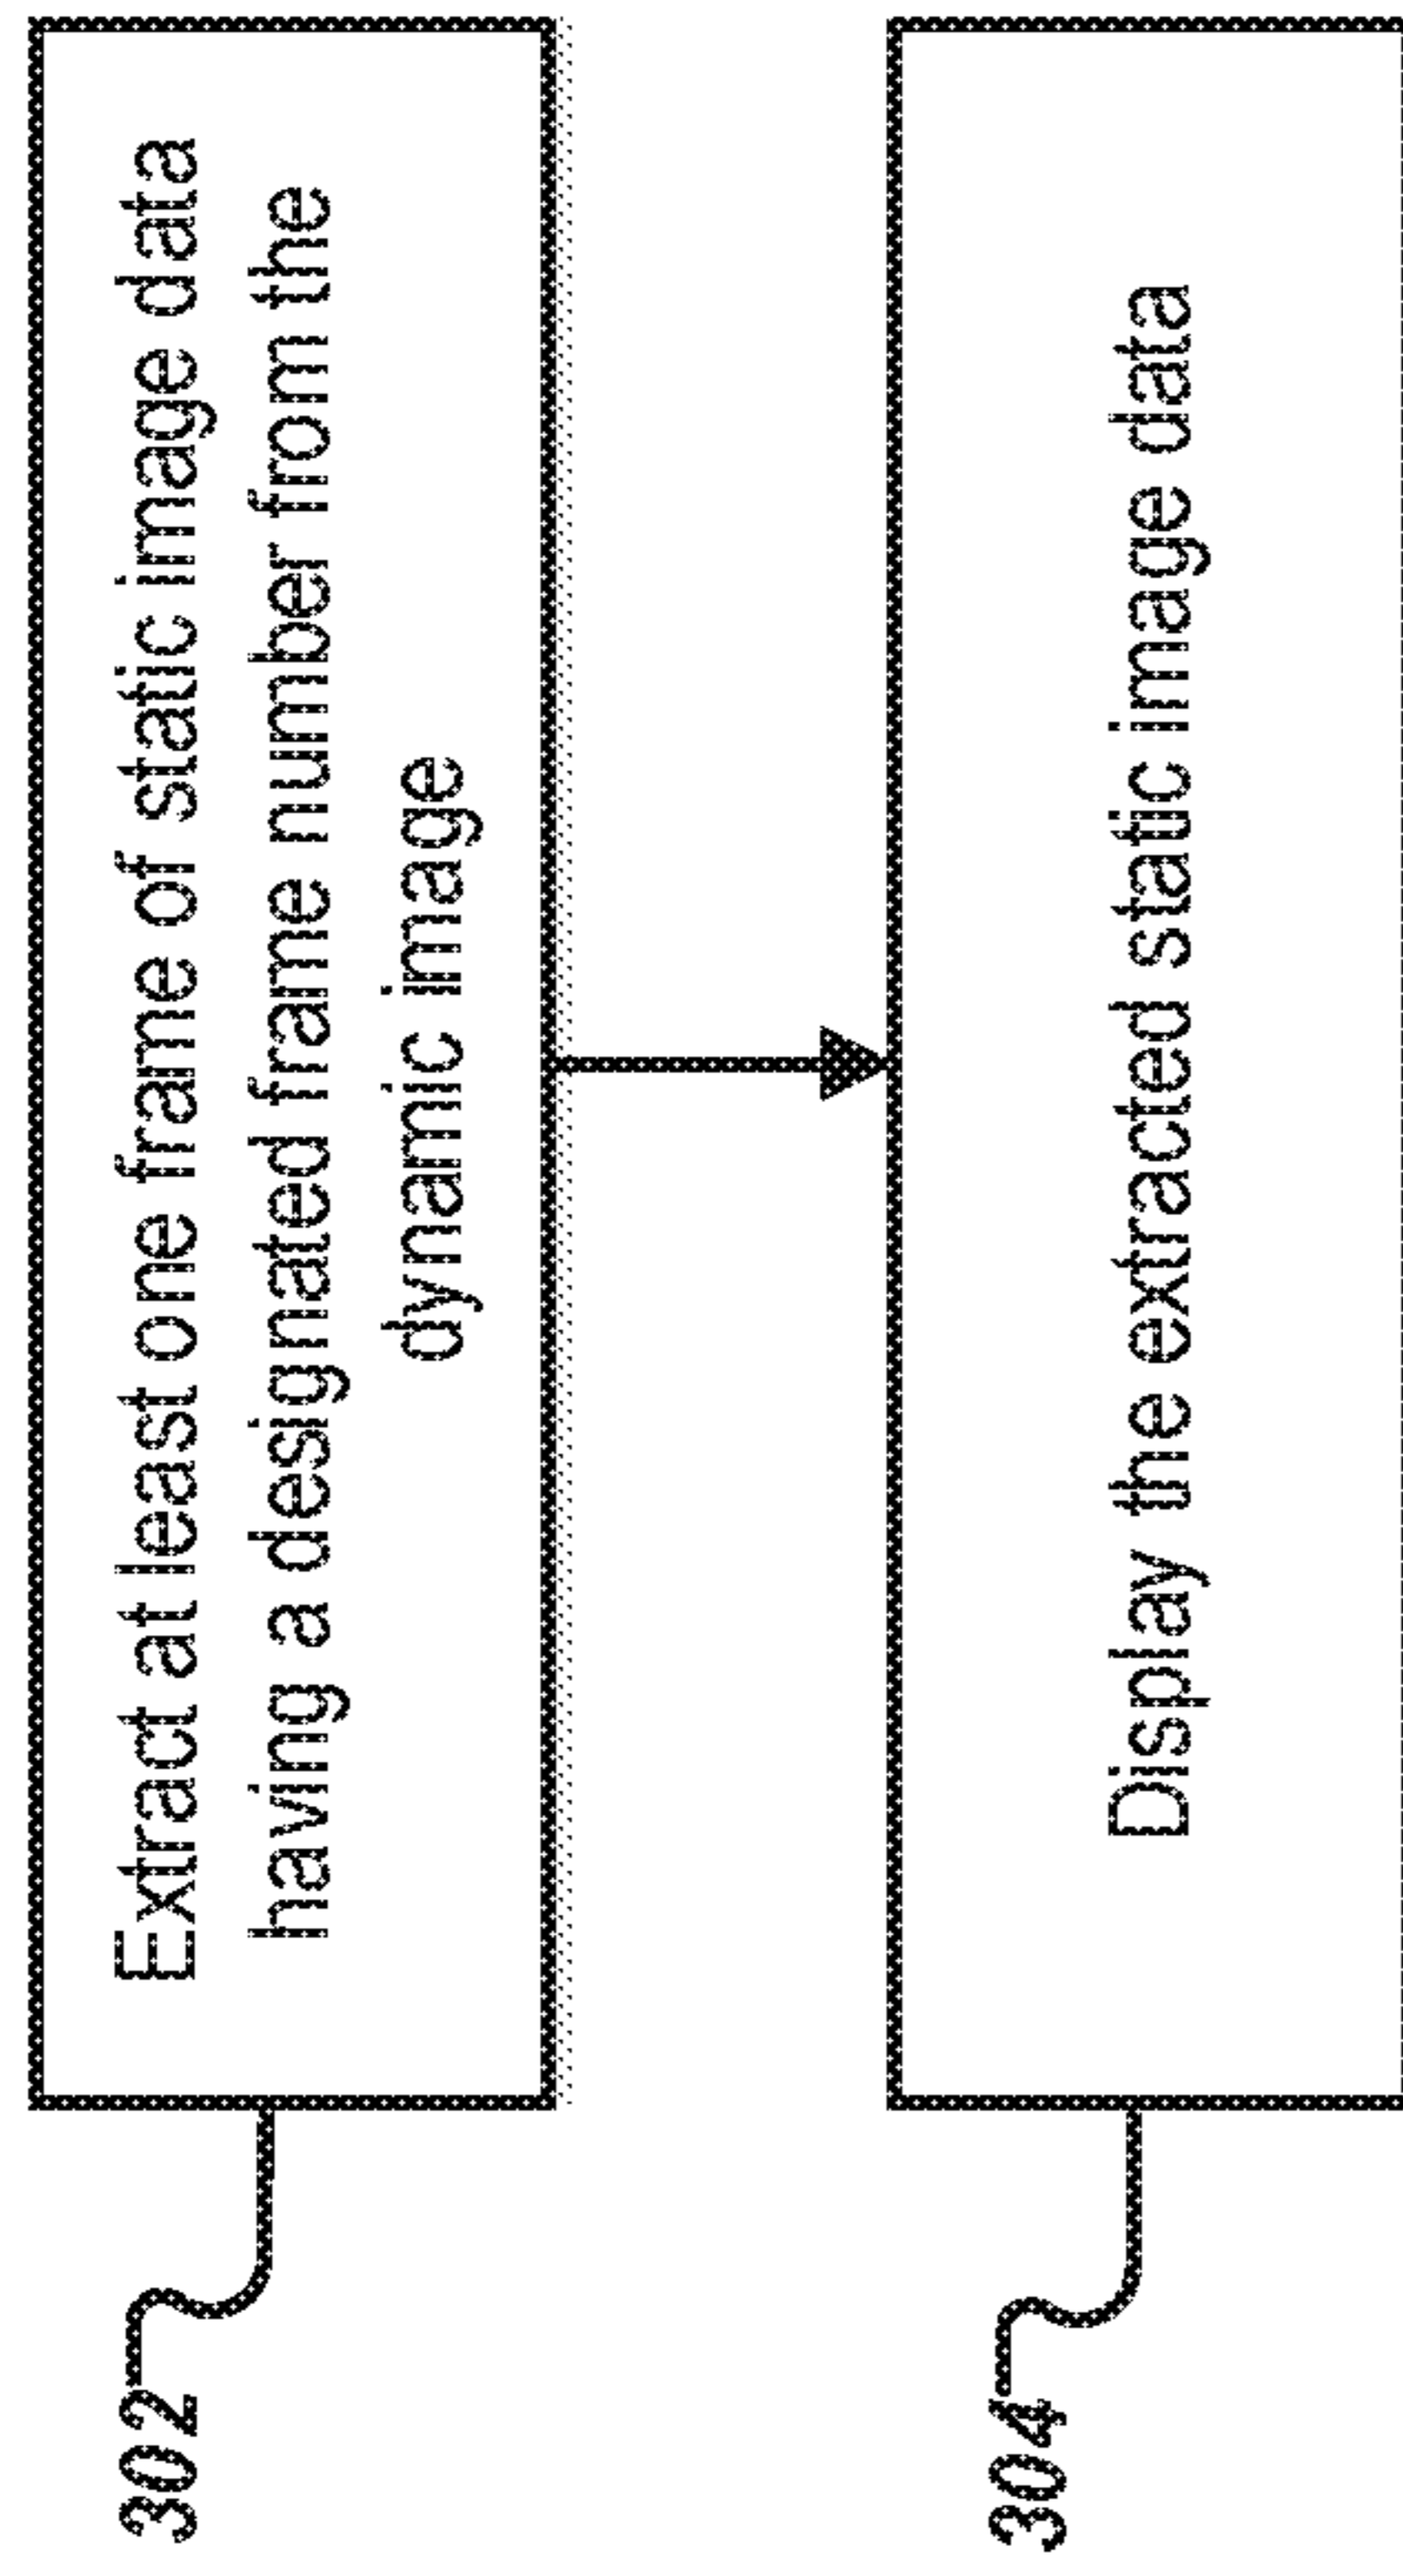 302
Extract at least one frame of static image data
having a designated frame number from the
dynamic image
304
Display the extracted static image data